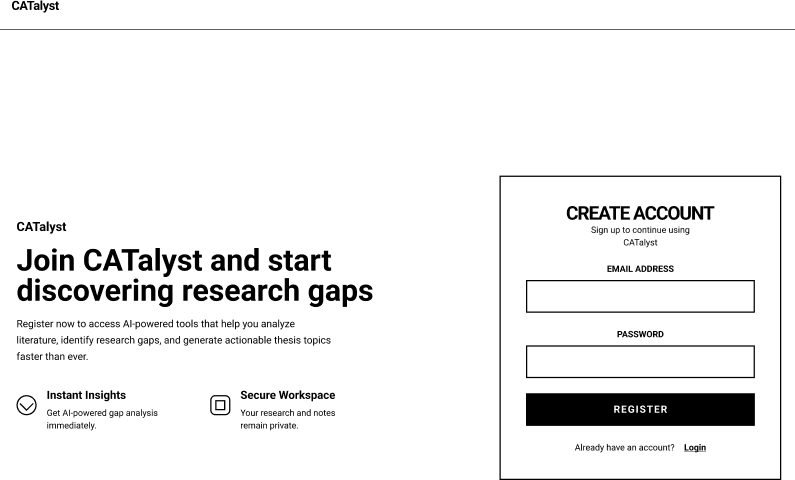 CATalyst
CATalyst
Join CATalyst and start
discovering research gaps
Register now to access AI-powered tools that help you analyze
literature, identify research gaps, and generate actionable thesis topics
faster than ever.
Instant Insights
Get AI-powered gap analysis
immediately.
Secure Workspace
Your research and notes
remain private.
CREATE ACCOUNT
Sign up to continue using
CATalyst
EMAIL ADDRESS
PASSWORD
REGISTER
Already have an account? Login